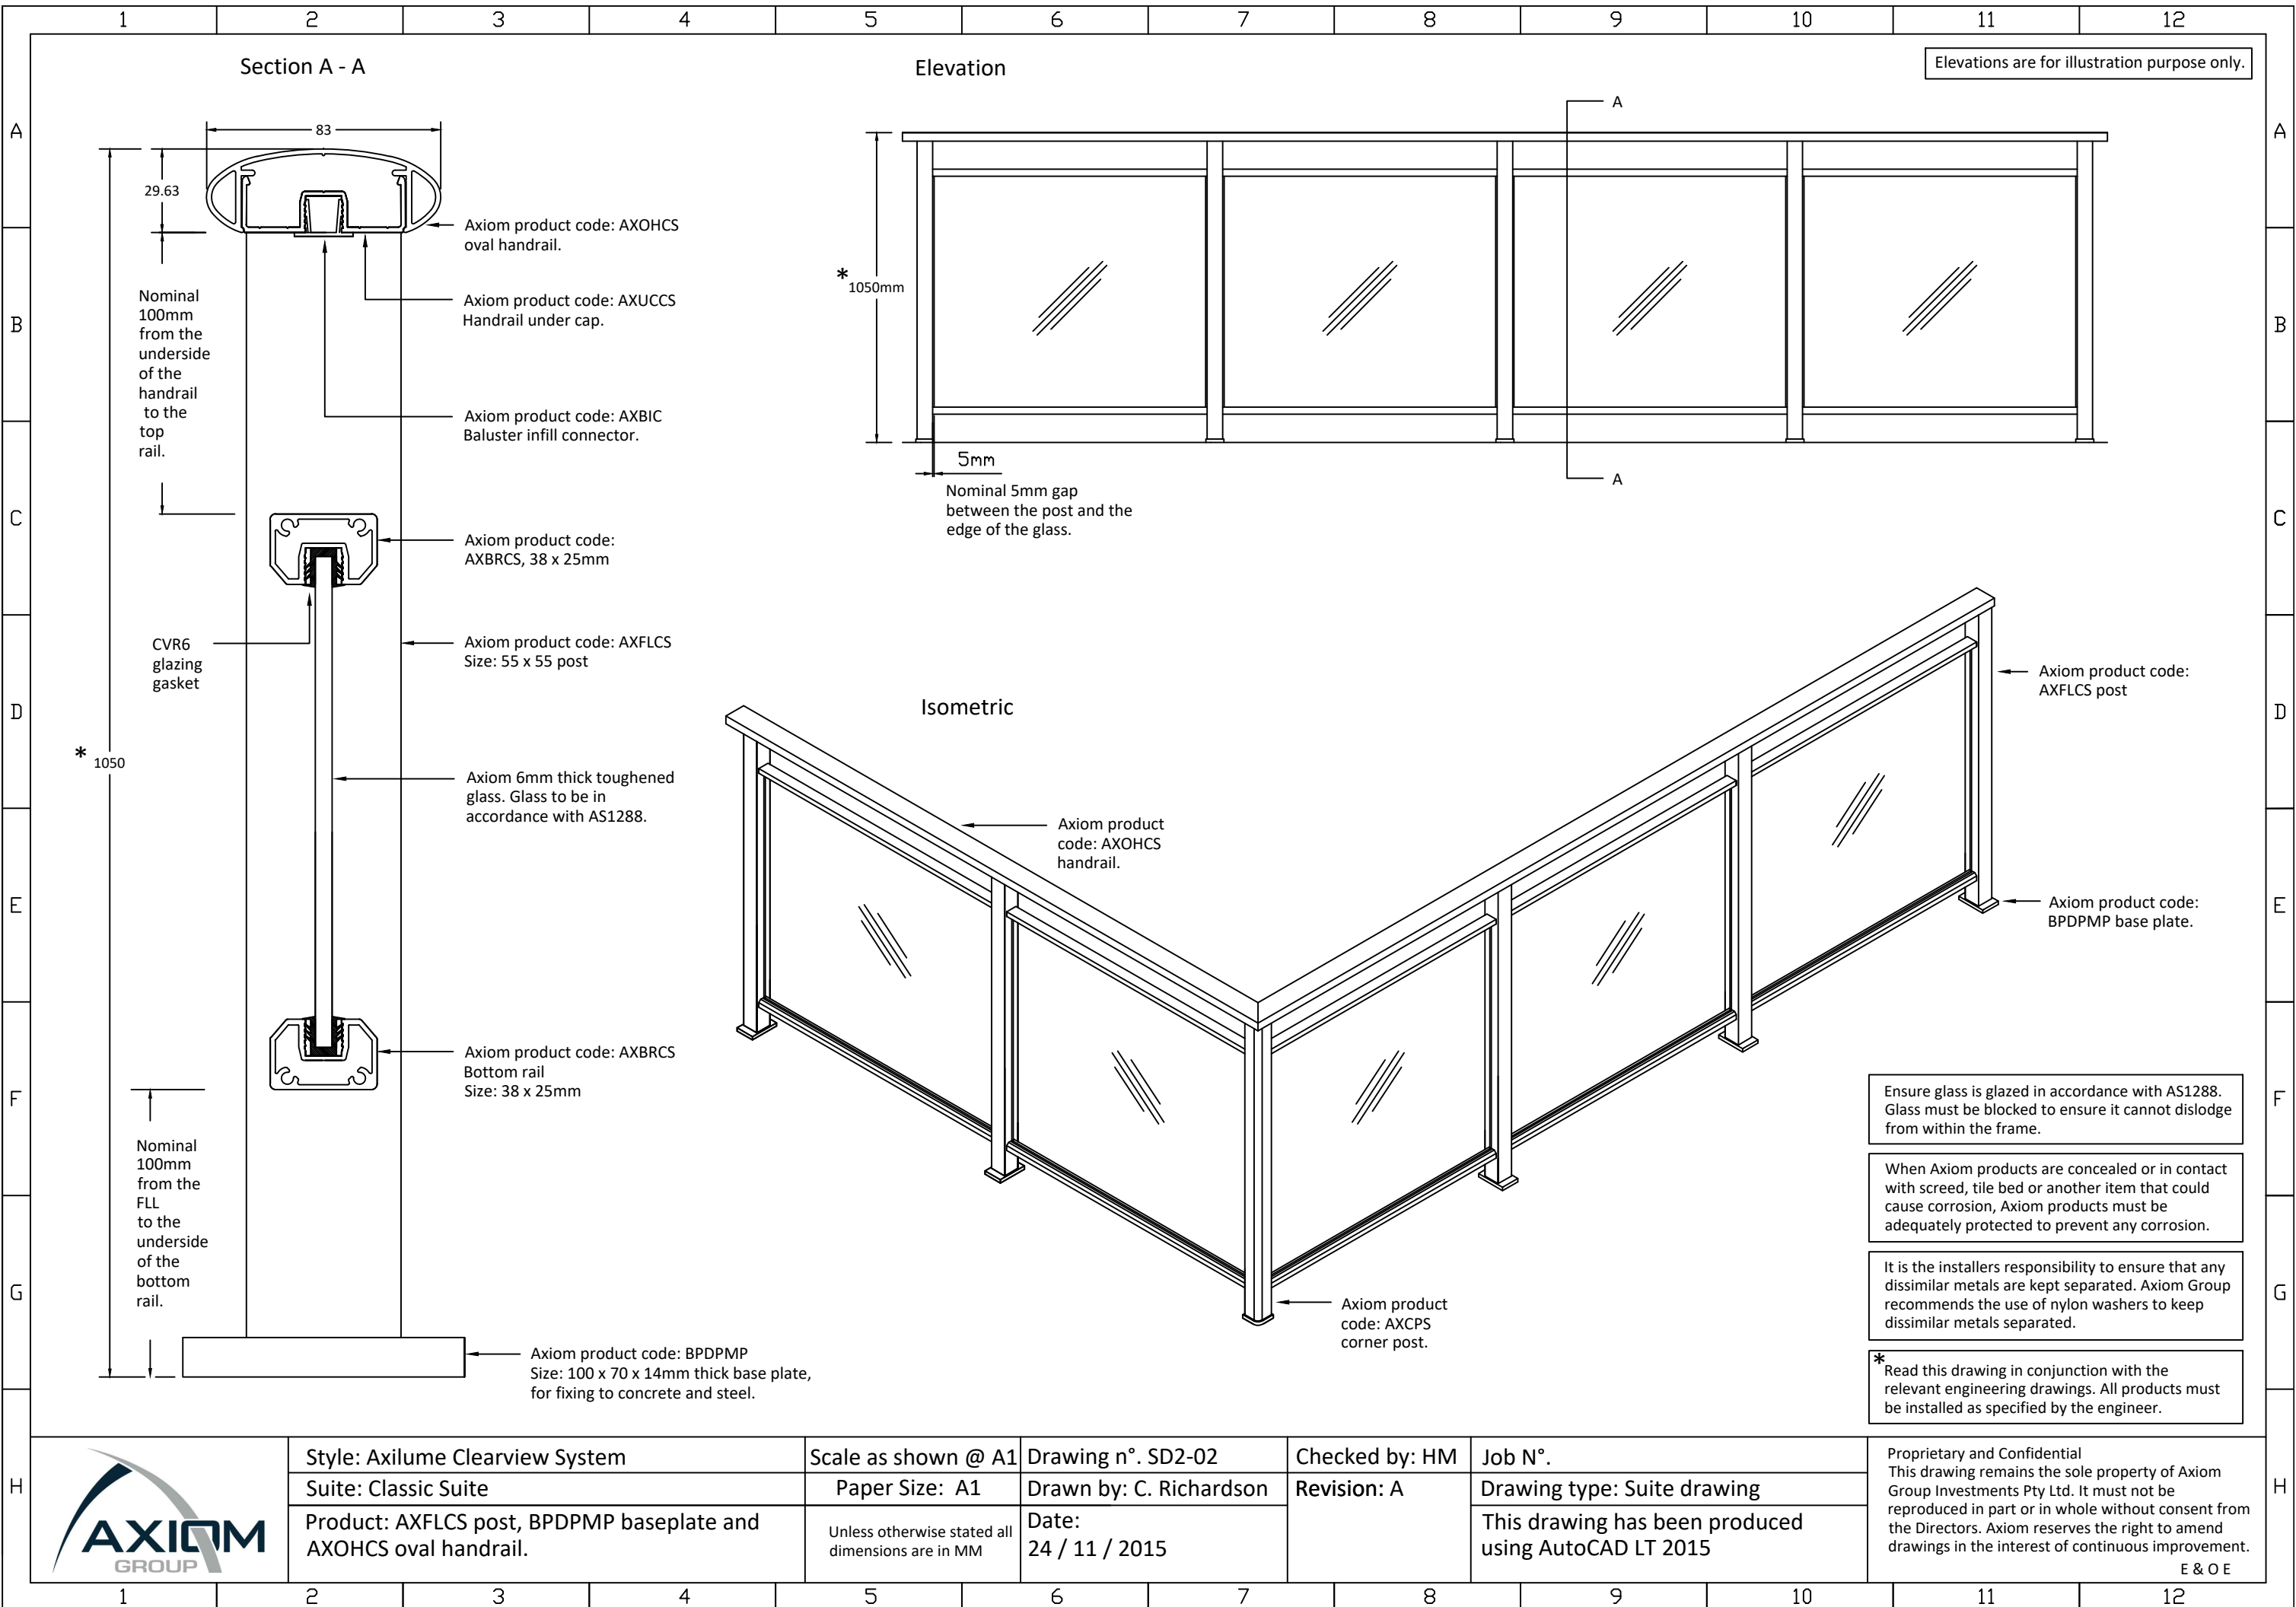 1 2 3 4 5 6 7 8 9 10 11 12
A
B
C
D
E
F
G
H
Section A - A
83
29.63
Nominal
100mm
from the
underside
of the
handrail
to the
top
rail.
* 1050
CVR6
glazing
gasket
Nominal
100mm
from the
FLL
to the
underside
of the
bottom
rail.
Axiom product code: AXOHCS
oval handrail.
Axiom product code: AXUCCS
Handrail under cap.
Axiom product code: AXBIC
Baluster infill connector.
Axiom product code:
AXBRCS, 38 x 25mm
Axiom product code: AXFLCS
Size: 55 x 55 post
Axiom 6mm thick toughened
glass. Glass to be in
accordance with AS1288.
Axiom product code: AXBRCS
Bottom rail
Size: 38 x 25mm
Axiom product code: BPDPMP
Size: 100 x 70 x 14mm thick base plate,
for fixing to concrete and steel.
Elevation
Elevations are for illustration purpose only.
A
* 1050mm
A
5mm
Nominal 5mm gap
between the post and the
edge of the glass.
Isometric
Axiom product code:
AXFLCS post
Axiom product
code: AXOHCS
handrail.
Axiom product code:
BPDPMP base plate.
Axiom product
code: AXCPS
corner post.
Ensure glass is glazed in accordance with AS1288.
Glass must be blocked to ensure it cannot dislodge
from within the frame.
When Axiom products are concealed or in contact
with screed, tile bed or another item that could
cause corrosion, Axiom products must be
adequately protected to prevent any corrosion.
It is the installers responsibility to ensure that any
dissimilar metals are kept separated. Axiom Group
recommends the use of nylon washers to keep
dissimilar metals separated.
* Read this drawing in conjunction with the
relevant engineering drawings. All products must
be installed as specified by the engineer.
A
B
C
D
E
F
G
H
AXIOM
GROUP
Style: Axilume Clearview System
Suite: Classic Suite
Product: AXFLCS post, BPDPMP baseplate and
AXOHCS oval handrail.
Scale as shown @ A1
Paper Size: A1
Unless otherwise stated all
dimensions are in MM
Drawing n°. SD2-02
Drawn by: C. Richardson
Date:
24 / 11 / 2015
Checked by: HM
Revision: A
Job N°.
Drawing type: Suite drawing
This drawing has been produced
using AutoCAD LT 2015
Proprietary and Confidential
This drawing remains the sole property of Axiom
Group Investments Pty Ltd. It must not be
reproduced in part or in whole without consent from
the Directors. Axiom reserves the right to amend
drawings in the interest of continuous improvement.
E & O E
1 2 3 4 5 6 7 8 9 10 11 12